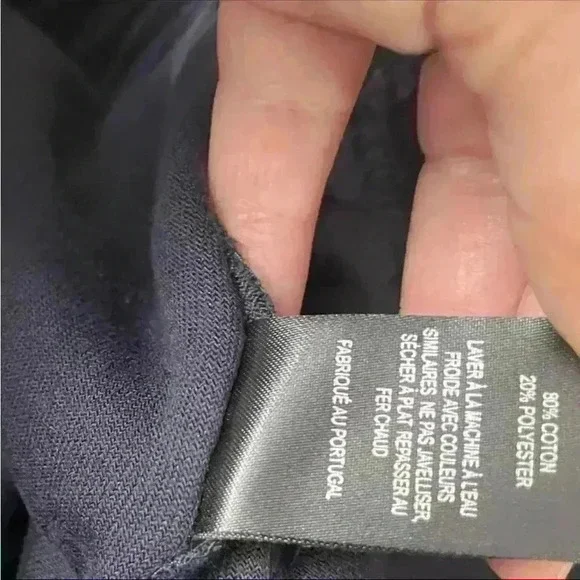 80% COTON
20% POLYESTER
LAVER À LA MACHINE À L'EAU
FROIDE AVEC COULEURS
SIMILAIRES NE PAS JAVELLISER,
SÉCHER À PLAT REPASSER AU
FER CHAUD
FABRIQUÉ AU PORTUGAL